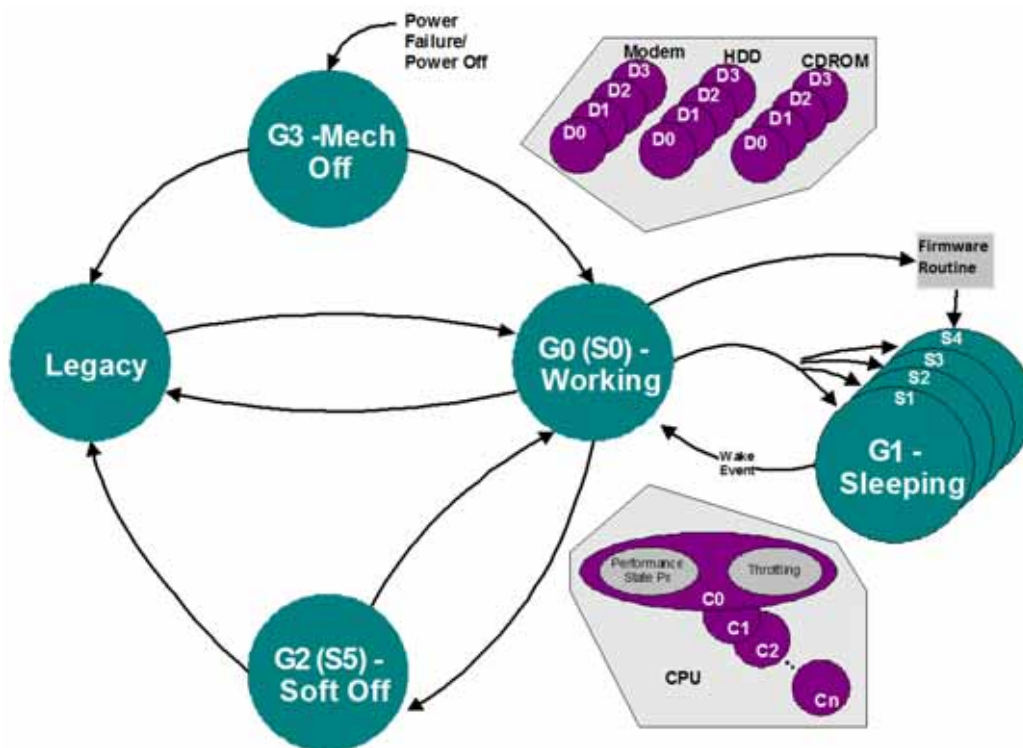 Power
Failure/
Power Off
G3 -Mech
Off
Modem
HDD
CDROM
D3
D2
D1
D0
D3
D2
D1
D0
D3
D2
D1
D0
Firmware
Routine
Legacy
G0 (S0) -
Working
S4
S3
S2
S1
G1 -
Sleeping
Wake
Event
Performance
State Px
Throttling
C0
C1
C2
..
Cn
CPU
G2 (S5) -
Soft Off